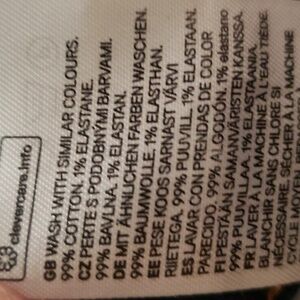 clevercare.info
GB WASH WITH SIMILAR COLOURS.
99% COTTON, 1% ELASTANE.
CZ PERTE S PODOBNÝMI BARVAMI.
99% BAVLNA. 1% ELASTAN.
DE MIT ÄHNLICHEN FARBEN WASCHEN.
99% BAUMWOLLE, 1% ELASTHAN.
EE PESE KOOS SARNAST VÄRVI
RIIETEGA. 99% PUUVILL, 1% ELASTAAN.
ES LAVAR CON PRENDAS DE COLOR
PARECIDO. 99% ALGODÓN. 1% elastano
FI PESTÄÄN SAMANVÄRISTEN KANSSA.
99% PUUVILLAA. 1% ELASTAANIA.
FR LAVER À LA MACHINE À L'EAU TIÈDE.
BLANCHIR SANS CHLORE SI
NÉCESSAIRE. SÉCHER À LA MACHINE